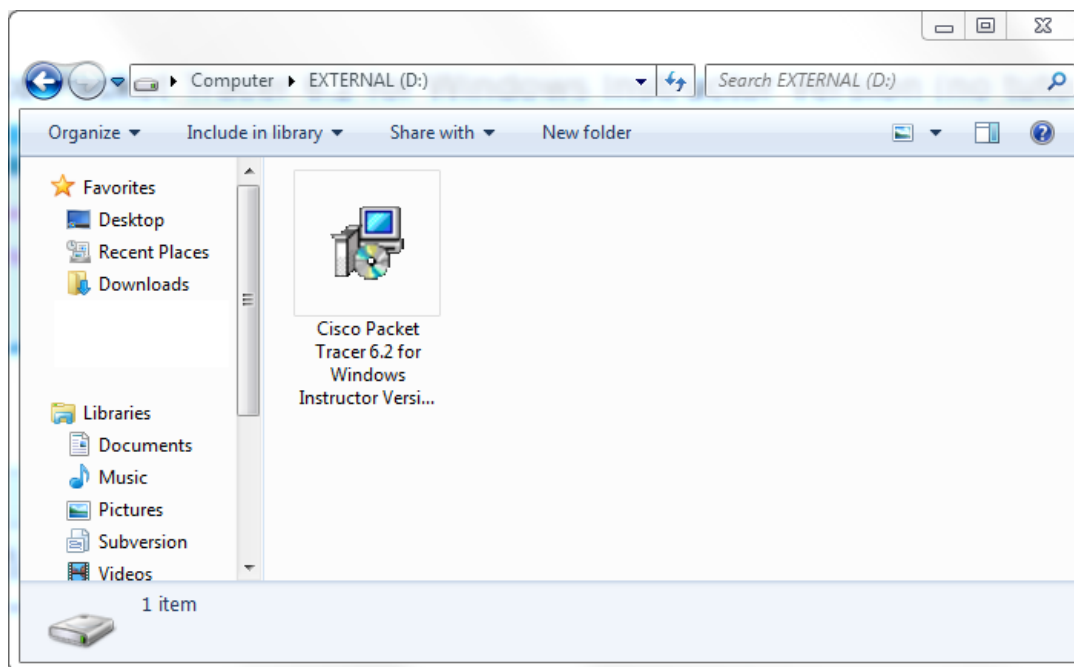 Computer EXTERNAL (D:) Search EXTERNAL (D:)
Organize Include in library Share with New folder
Favorites
Desktop
Recent Places
Downloads
Libraries
Documents
Music
Pictures
Subversion
Videos
Cisco Packet
Tracer 6.2 for
Windows
Instructor Versi...
1 item